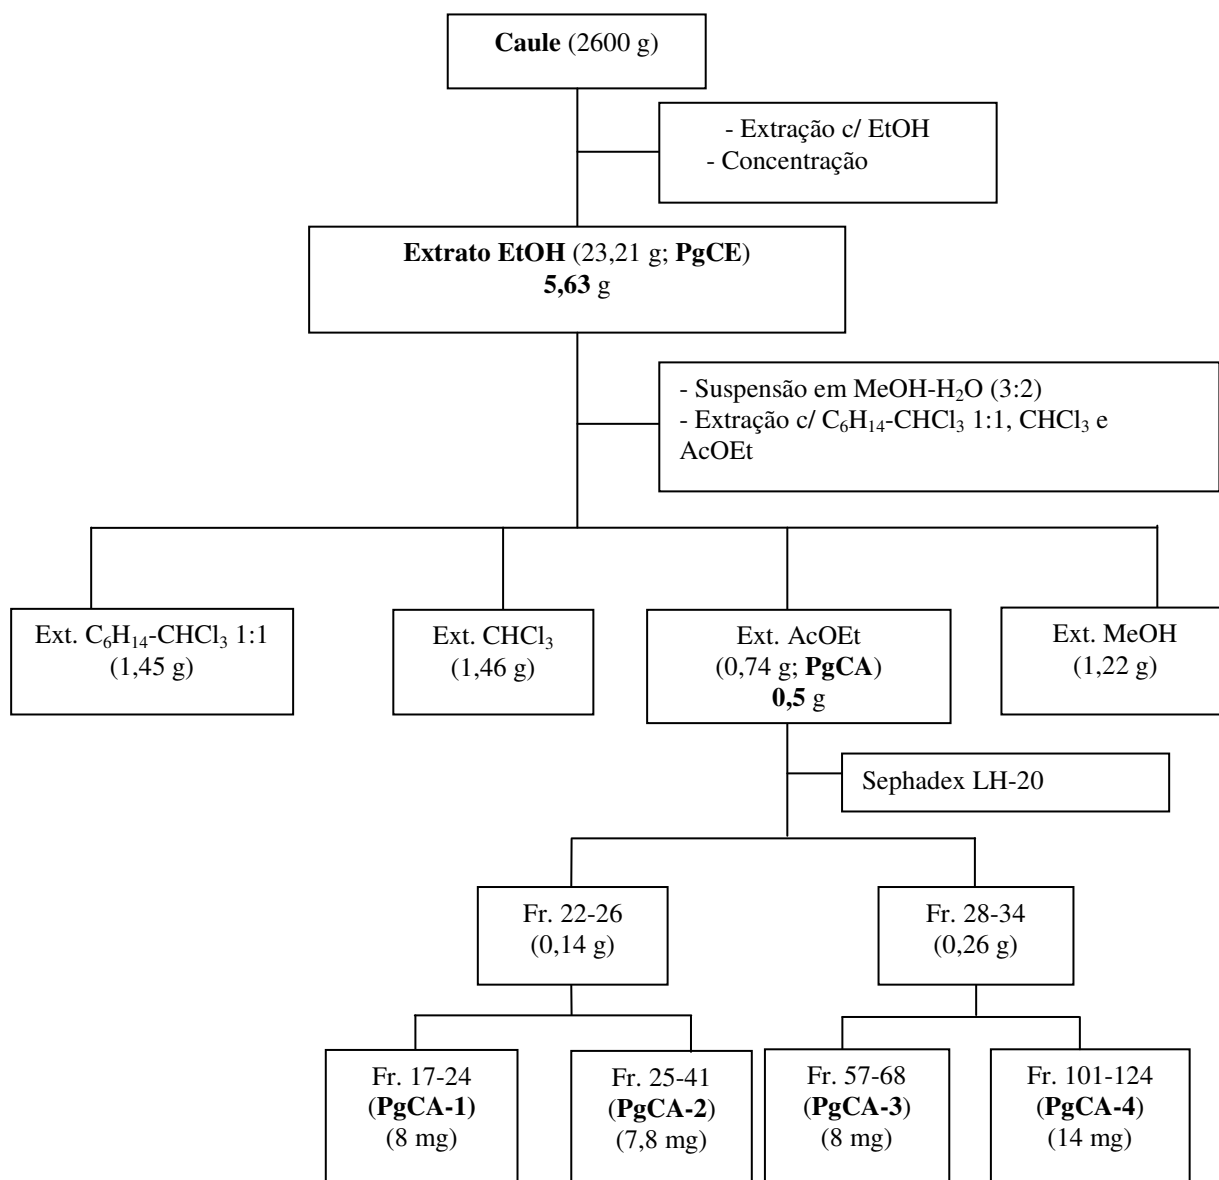 Caule (2600 g)
- Extração c/ EtOH
- Concentração
Extrato EtOH (23,21 g; PgCE)
5,63 g
- Suspensão em MeOH-H₂O (3:2)
- Extração c/ C₆H₁₄-CHCl₃ 1:1, CHCl₃ e
AcOEt
Ext. C₆H₁₄-CHCl₃ 1:1
(1,45 g)
Ext. CHCl₃
(1,46 g)
Ext. AcOEt
(0,74 g; PgCA)
0,5 g
Ext. MeOH
(1,22 g)
Sephadex LH-20
Fr. 22-26
(0,14 g)
Fr. 28-34
(0,26 g)
Fr. 17-24
(PgCA-1)
(8 mg)
Fr. 25-41
(PgCA-2)
(7,8 mg)
Fr. 57-68
(PgCA-3)
(8 mg)
Fr. 101-124
(PgCA-4)
(14 mg)